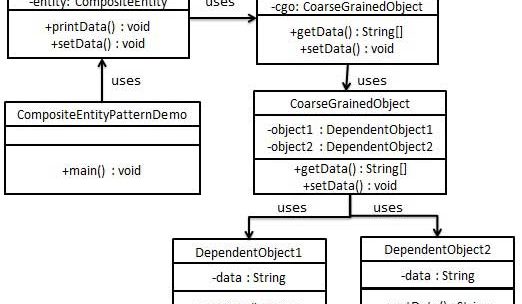 -entity: CompositeEntity
uses
-cgo: CoarseGrainedObject
+printData() : void
+setData() : void
+getData() : String[]
+setData() : void
uses
uses
CompositeEntityPatternDemo
+main() : void
CoarseGrainedObject
-object1 : DependentObject1
-object2 : DependentObject2
+getData() : String[]
+setData() : void
uses
uses
DependentObject1
-data : String
DependentObject2
-data : String